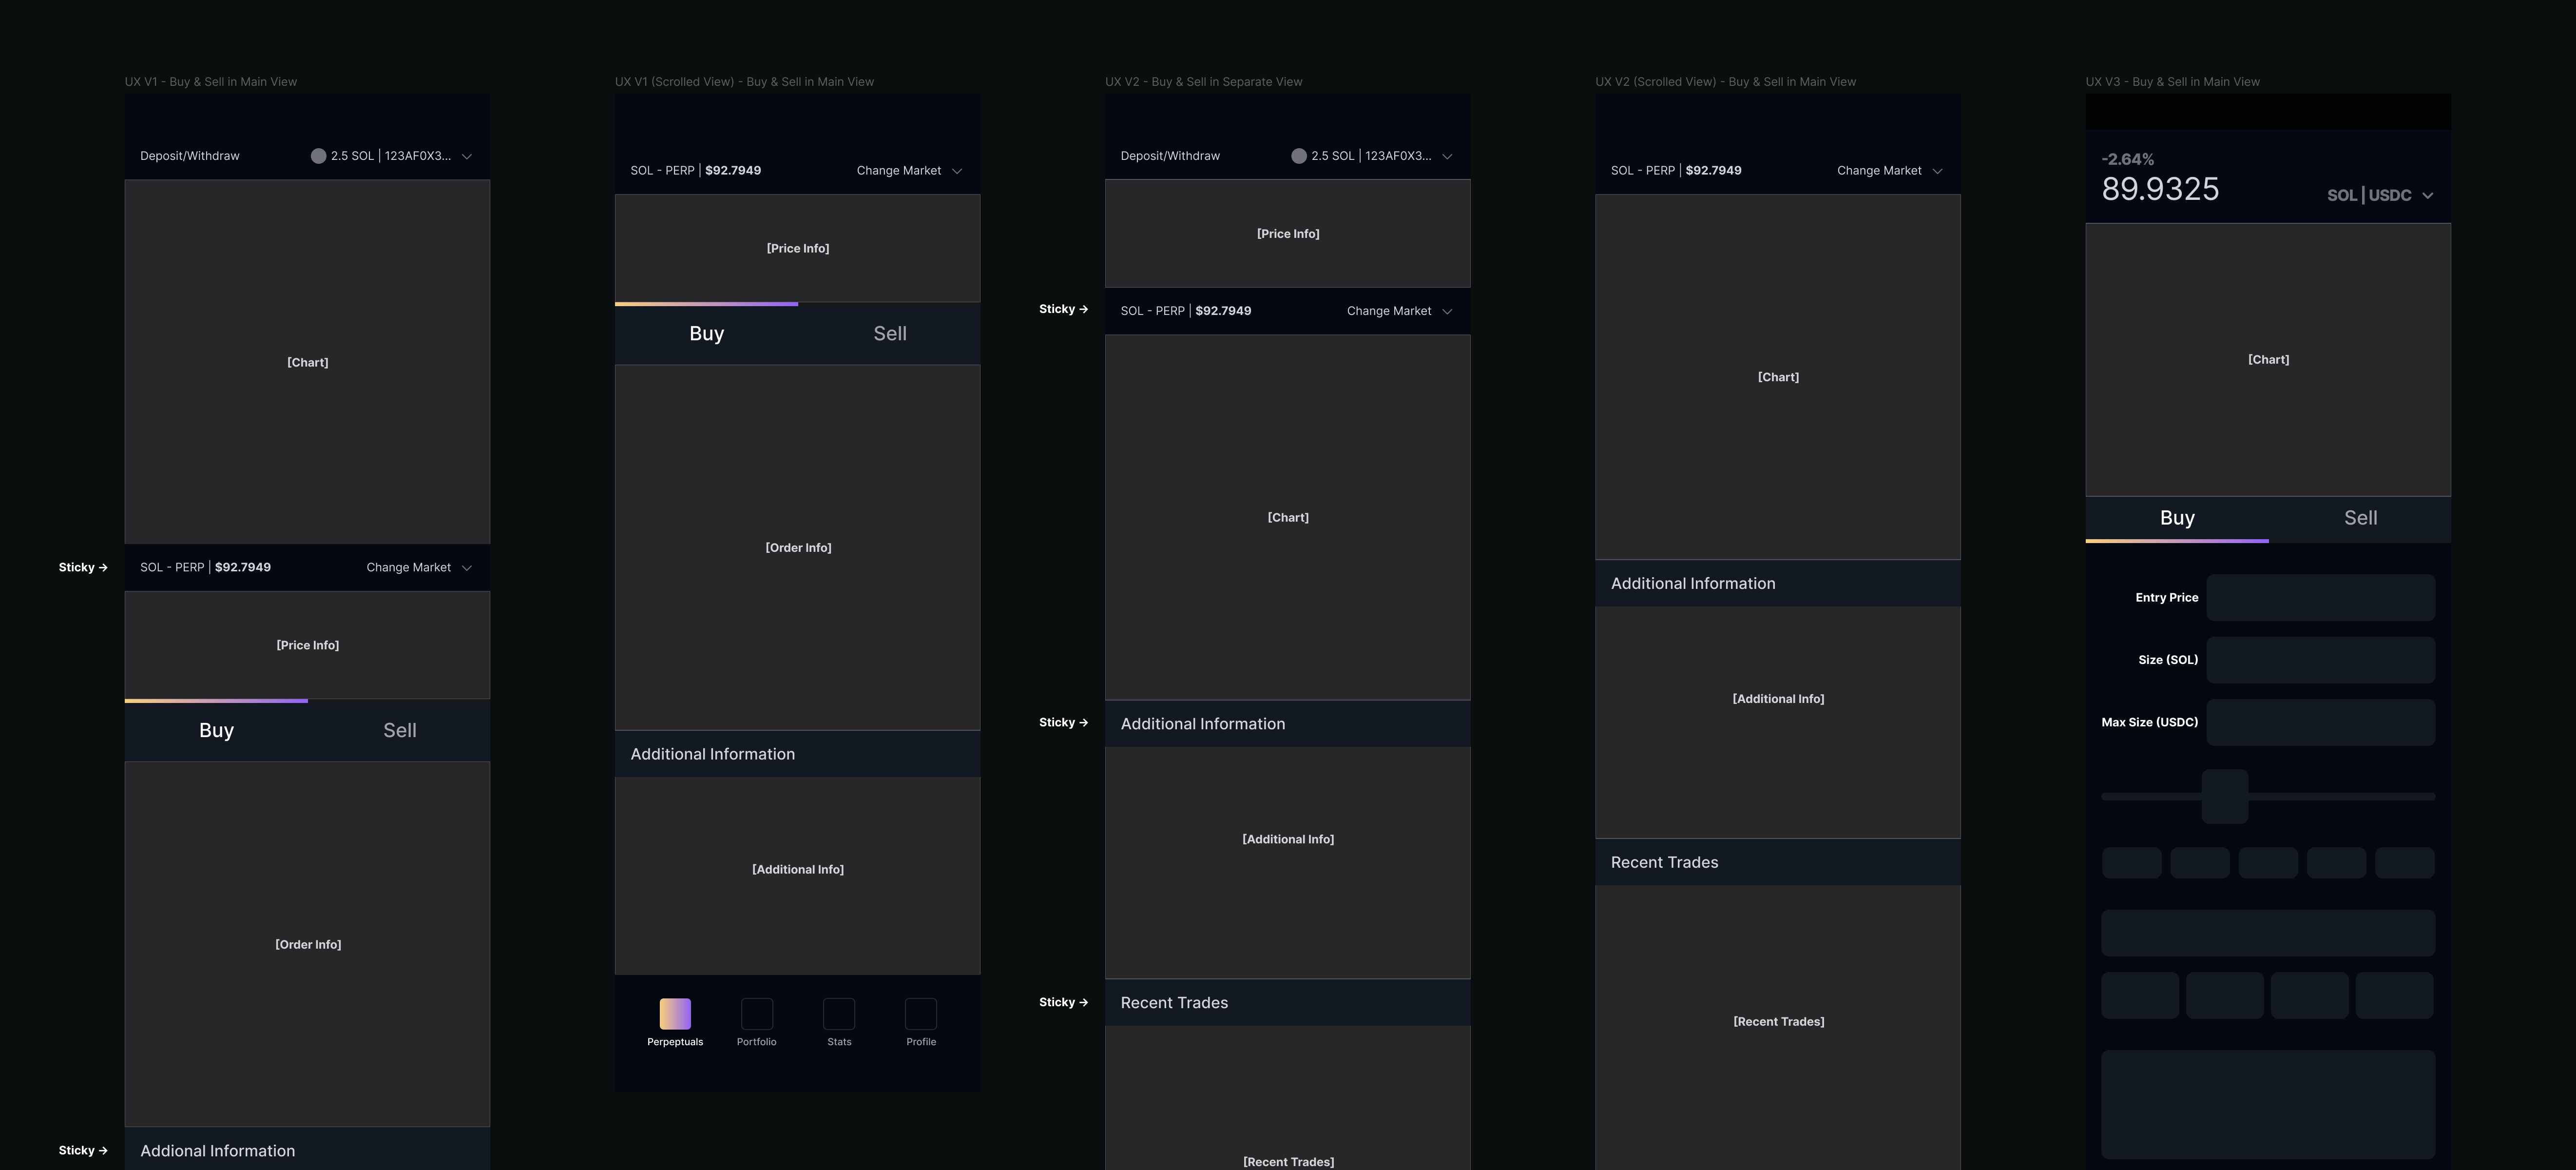 UX V1 - Buy & Sell in Main View
Deposit/Withdraw
2.5 SOL | 123AF0X3...
[Chart]
Sticky →
SOL - PERP | $92.7949
Change Market
[Price Info]
Buy
Sell
[Order Info]
Sticky →
Addional Information
UX V1 (Scrolled View) - Buy & Sell in Main View
SOL - PERP | $92.7949
Change Market
[Price Info]
Buy
Sell
[Order Info]
Additional Information
[Additional Info]
Perpeptuals
Portfolio
Stats
Profile
UX V2 - Buy & Sell in Separate View
Deposit/Withdraw
2.5 SOL | 123AF0X3...
[Price Info]
Sticky →
SOL - PERP | $92.7949
Change Market
[Chart]
Sticky →
Additional Information
[Additional Info]
Sticky →
Recent Trades
[Recent Trades]
UX V2 (Scrolled View) - Buy & Sell in Main View
SOL - PERP | $92.7949
Change Market
[Chart]
Additional Information
[Additional Info]
Recent Trades
[Recent Trades]
UX V3 - Buy & Sell in Main View
-2.64%
89.9325
SOL | USDC
[Chart]
Buy
Sell
Entry Price
Size (SOL)
Max Size (USDC)